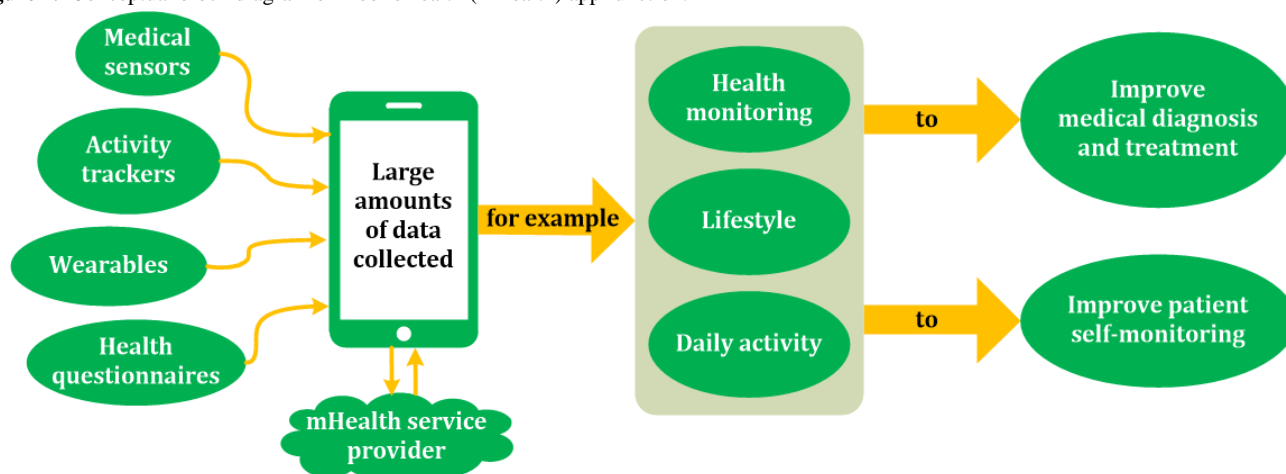 Medical
sensors
Activity
trackers
Wearables
Health
questionnaires
Large
amounts
of data
collected
mHealth service
provider
for example
Health
monitoring
Lifestyle
Daily activity
to
Improve
medical diagnosis
and treatment
to
Improve patient
self-monitoring